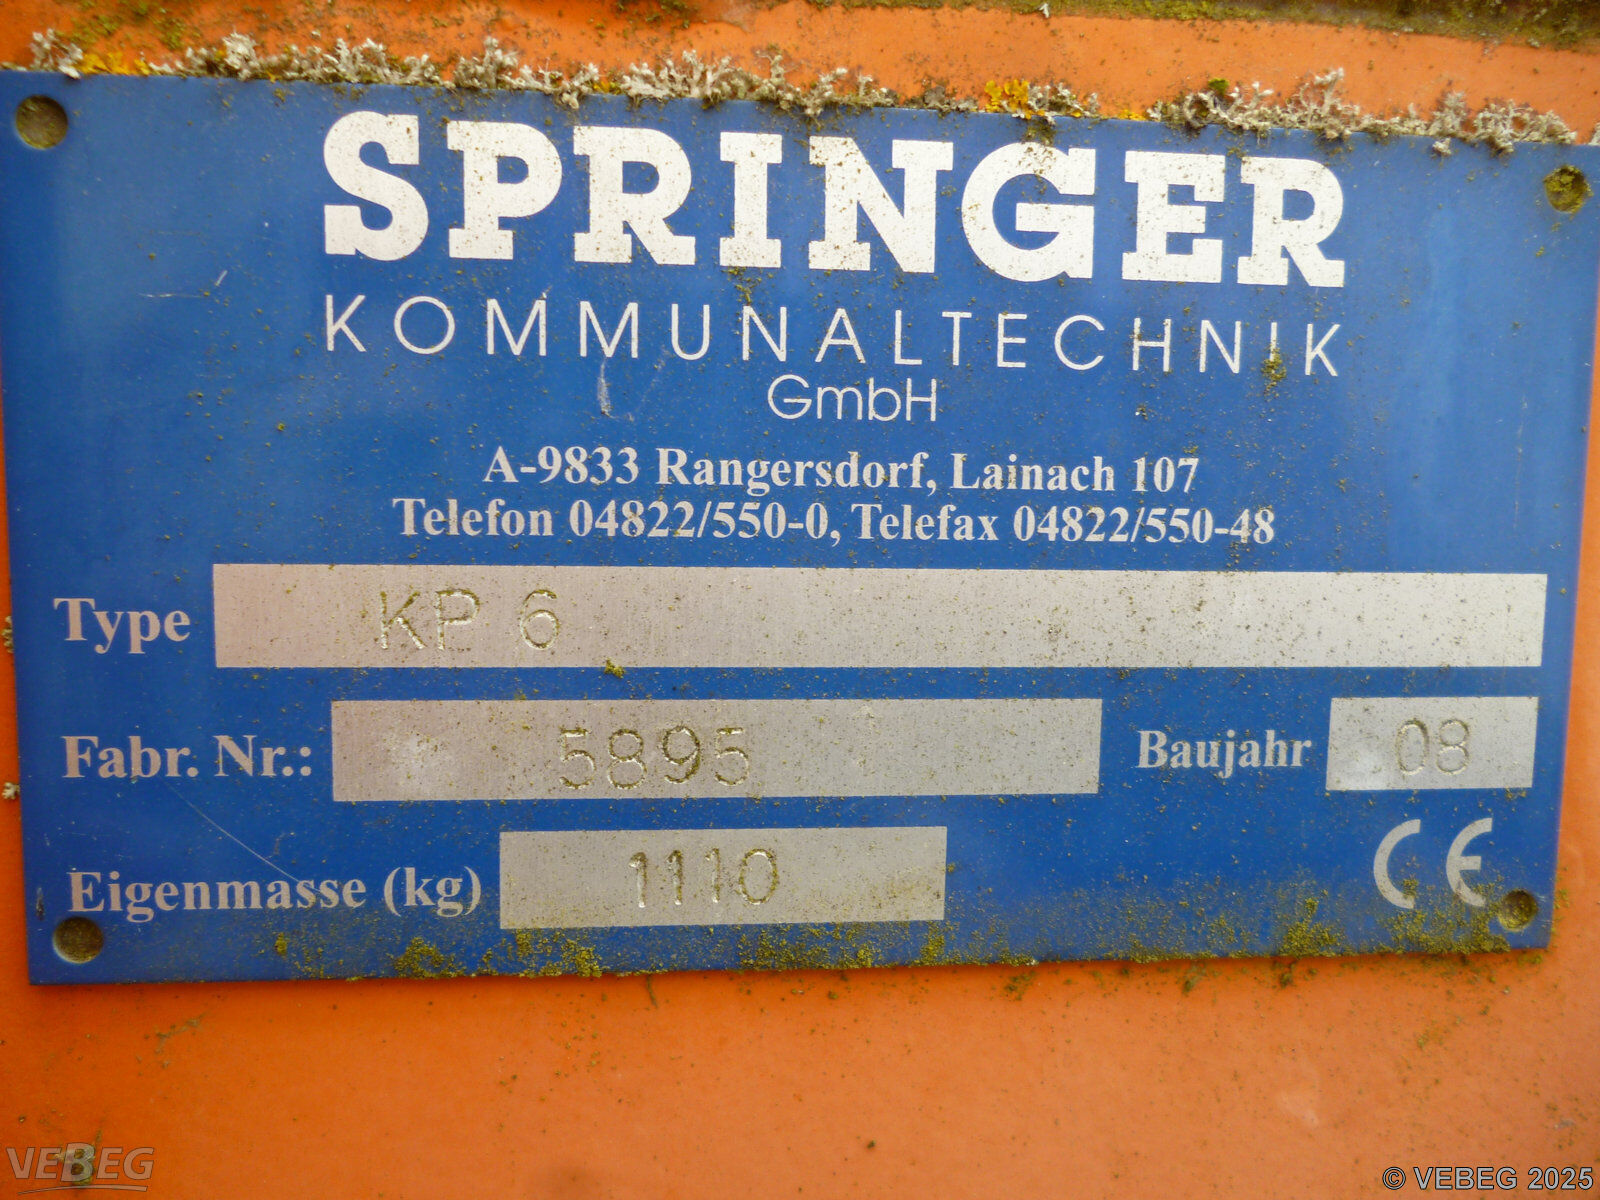 SPRINGER
KOMMUNALTECHNIK
GmbH
A-9833 Rangersdorf, Lainach 107
Telefon 04822/550-0, Telefax 04822/550-48
Type KP 6
Fabr. Nr.: 5895 Baujahr 08
Eigenmasse (kg) 1110 CE
VEBEG © VEBEG 2025